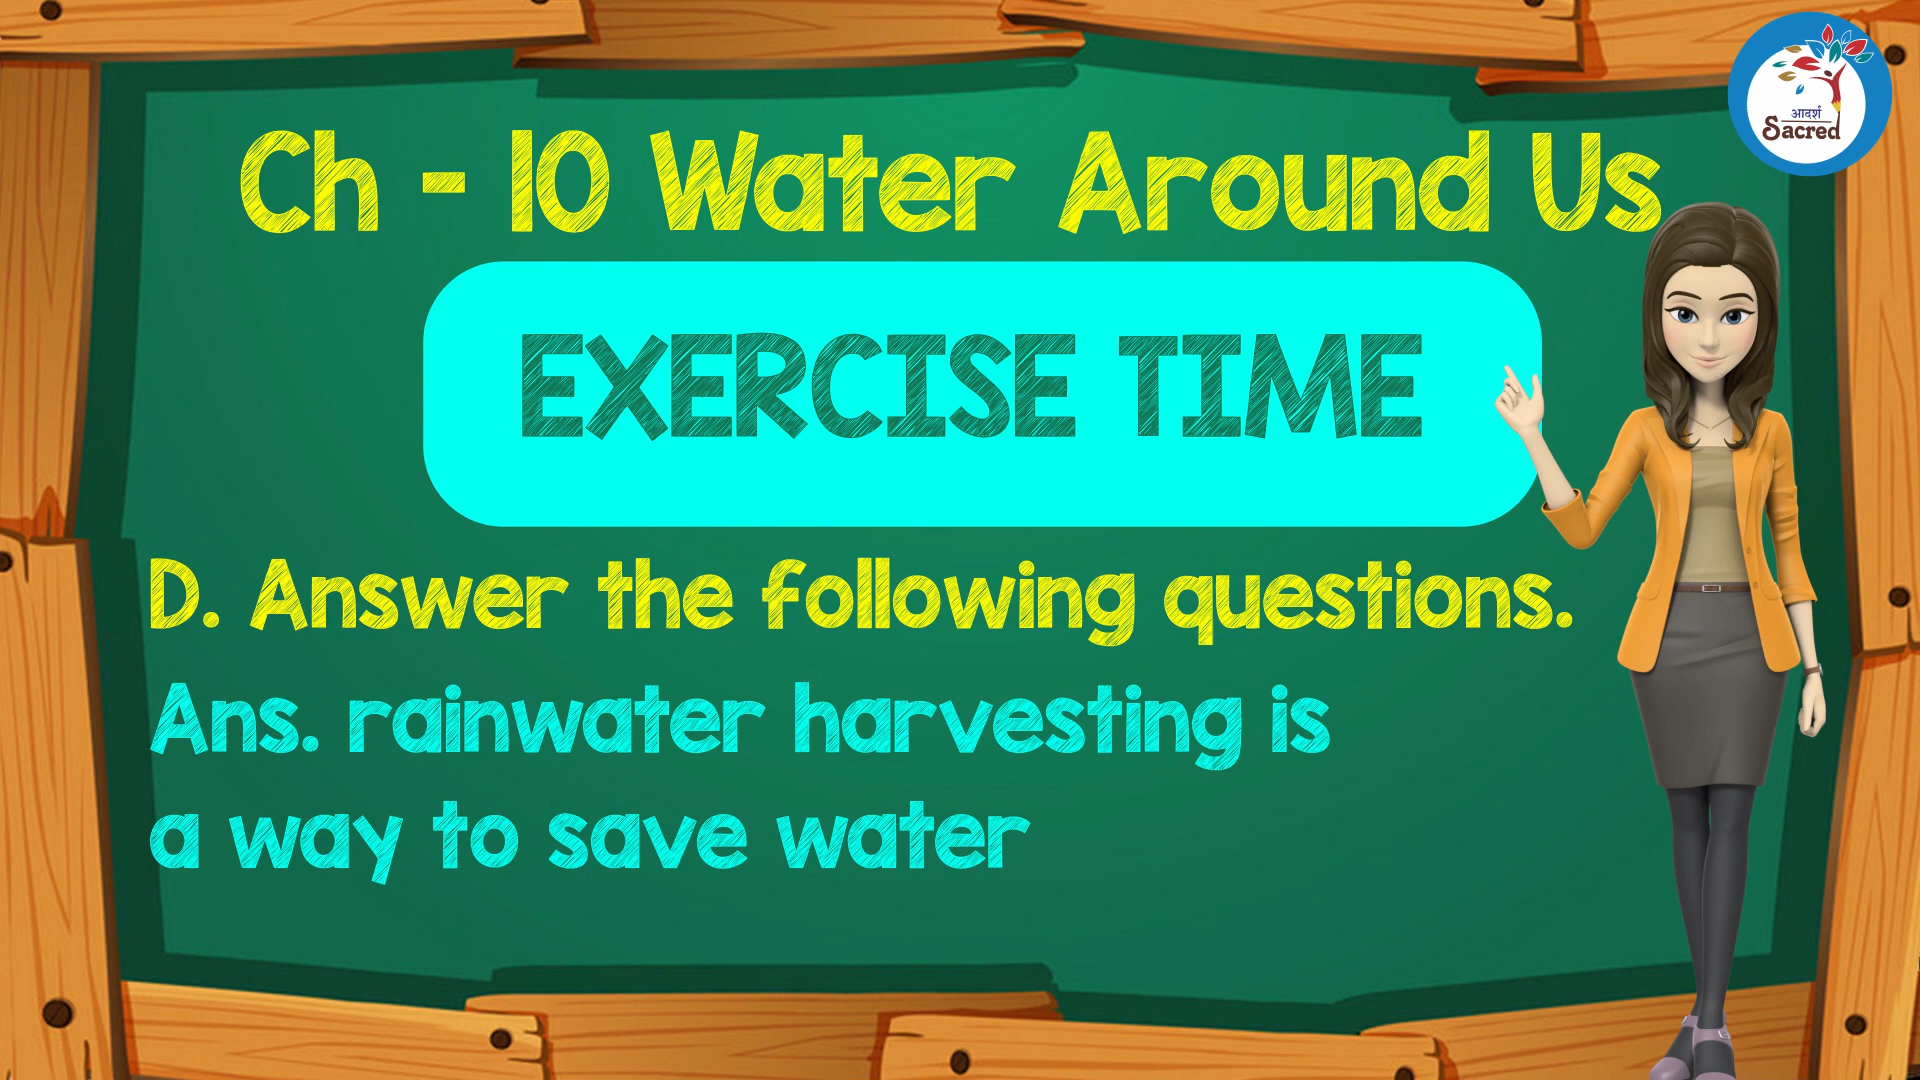 Ch - 10 Water Around Us
आदर्श
Sacred
EXERCISE TIME
D. Answer the following questions.
Ans. rainwater harvesting is
a way to save water